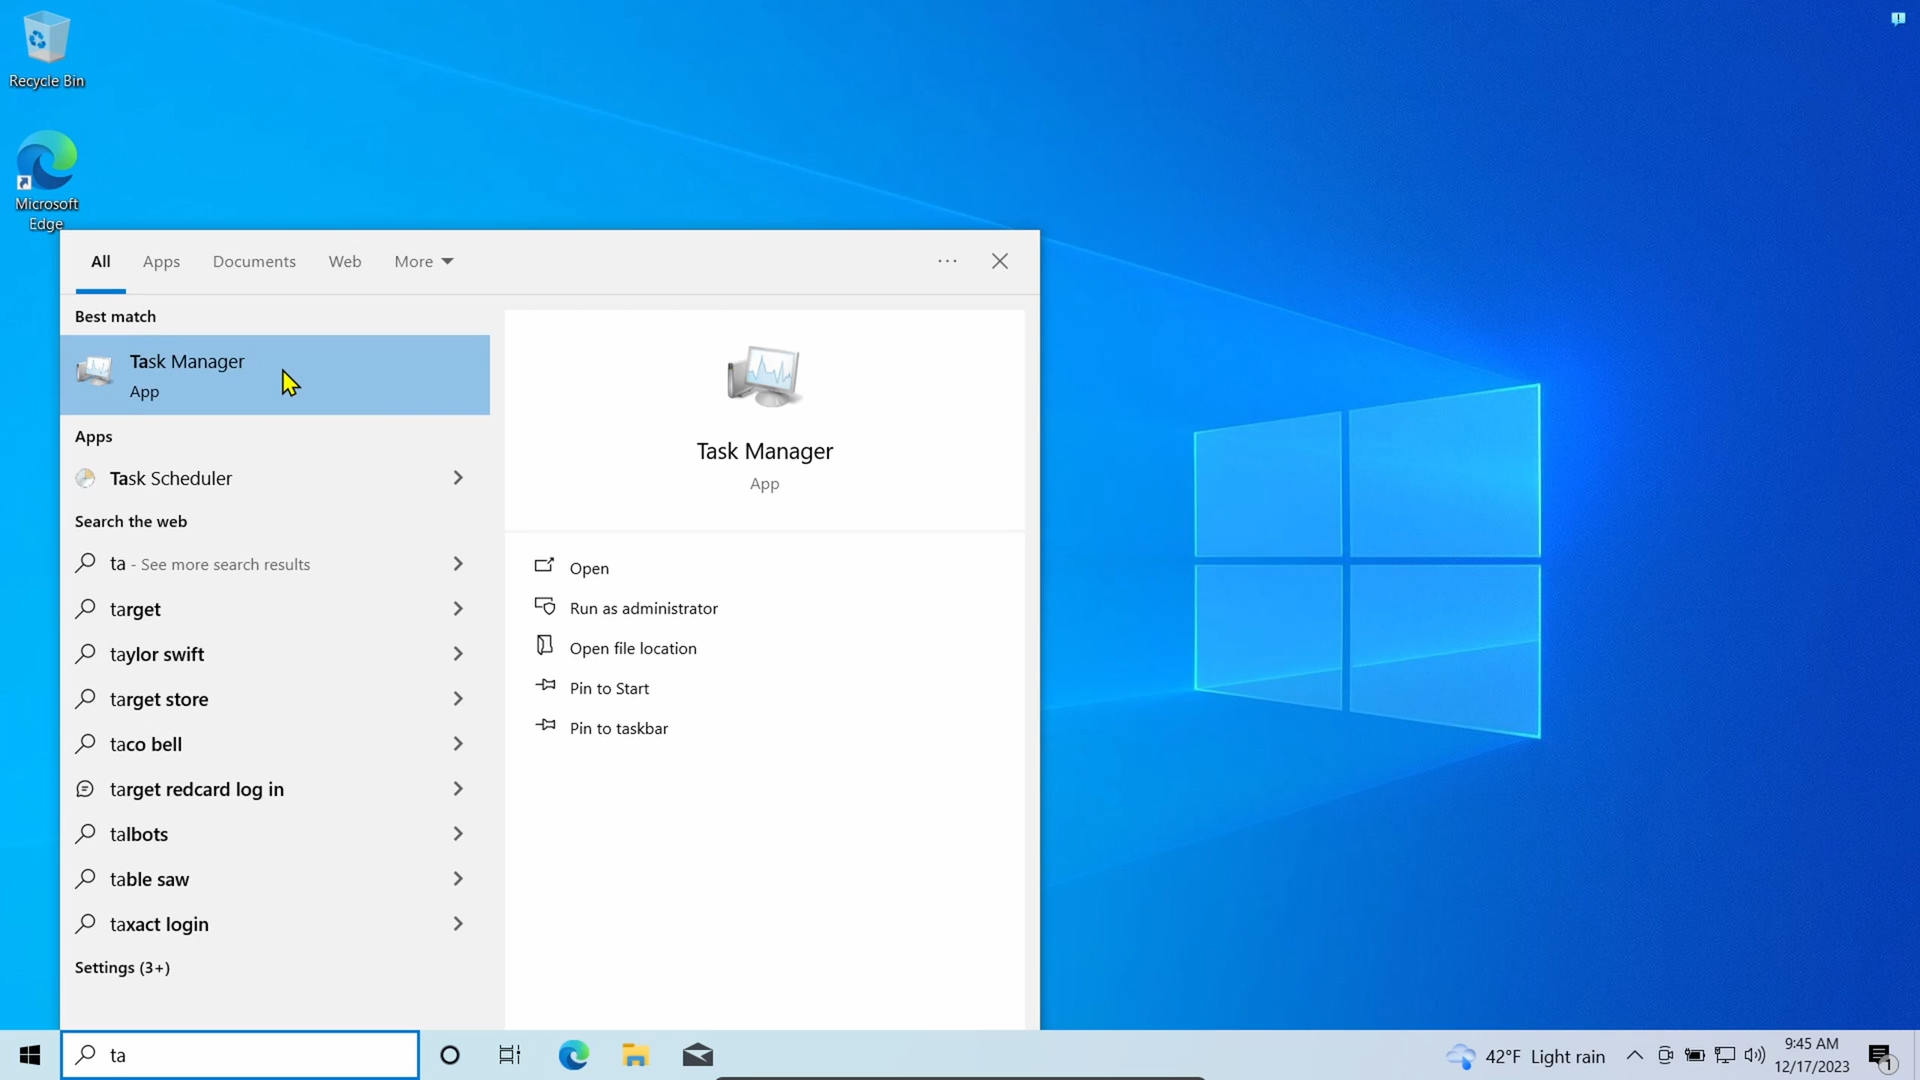 Recycle Bin
Microsoft
Edge
All Apps Documents Web More
Best match
Task Manager
App
Apps
Task Scheduler
Search the web
ta - See more search results
target
taylor swift
target store
taco bell
target redcard log in
talbots
table saw
taxact login
Settings (3+)
Task Manager
App
Open
Run as administrator
Open file location
Pin to Start
Pin to taskbar
ta
42°F Light rain
9:45 AM
12/17/2023
1